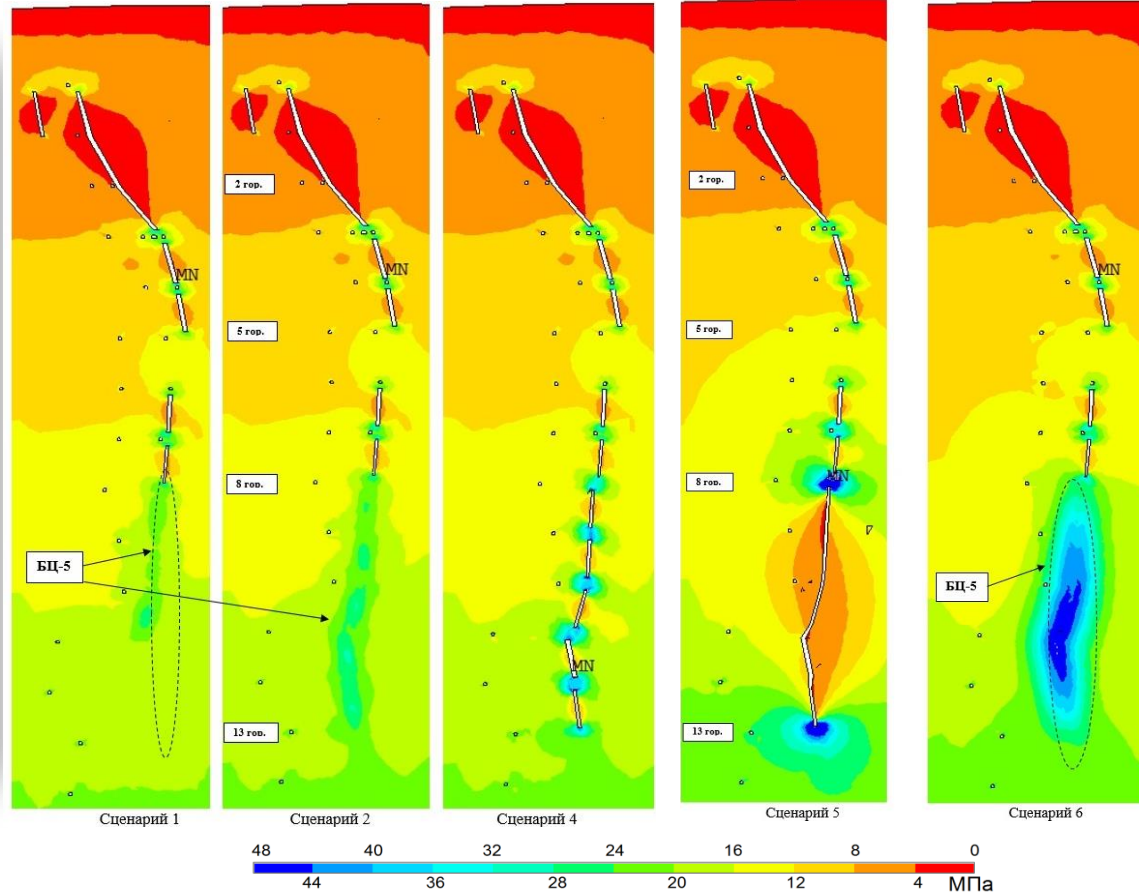 2 гор.
2 гор.
MN
MN
MN
5 гор.
5 гор.
8 гор.
8 гор.
MN
БЦ-5
БЦ-5
MN
13 гор.
13 гор.
Сценарий 1
Сценарий 2
Сценарий 4
Сценарий 5
Сценарий 6
48 40 32 24 16 8 0
44 36 28 20 12 4 МПа